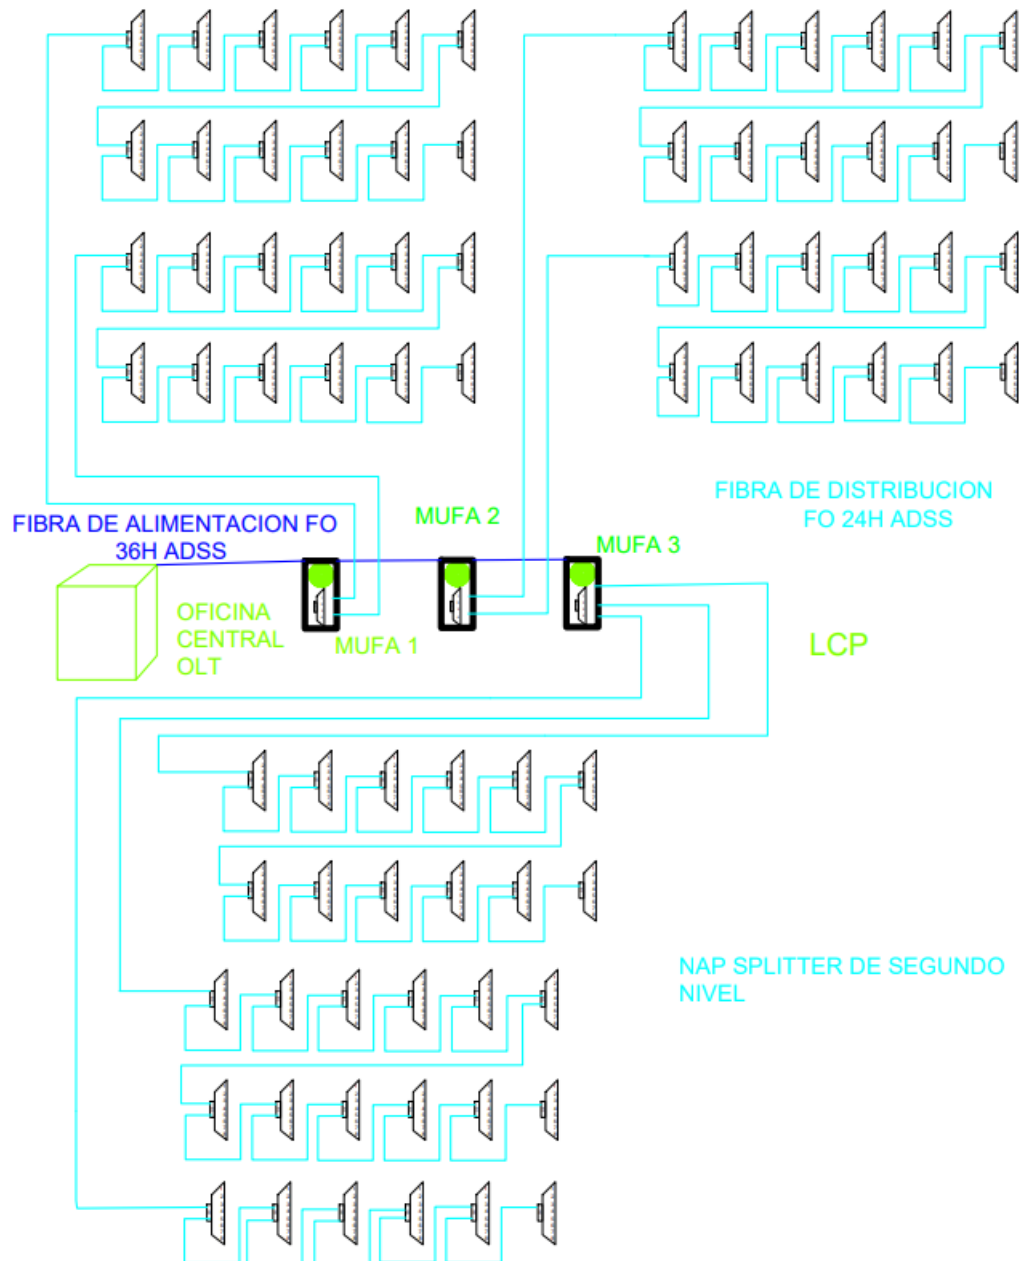 FIBRA DE ALIMENTACION FO
36H ADSS
MUFA 2
FIBRA DE DISTRIBUCION
FO 24H ADSS
MUFA 3
OFICINA
CENTRAL
OLT
MUFA 1
LCP
NAP SPLITTER DE SEGUNDO
NIVEL